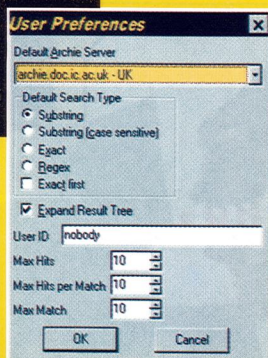 User Preferences
Default Archie Server
archie.doc.ic.ac.uk - UK
Default Search Type
Substring
Substring (case sensitive)
Exact
Regex
Exact first
Expand Result Tree
User ID nobody
Max Hits 10
Max Hits per Match 10
Max Match 10
OK Cancel